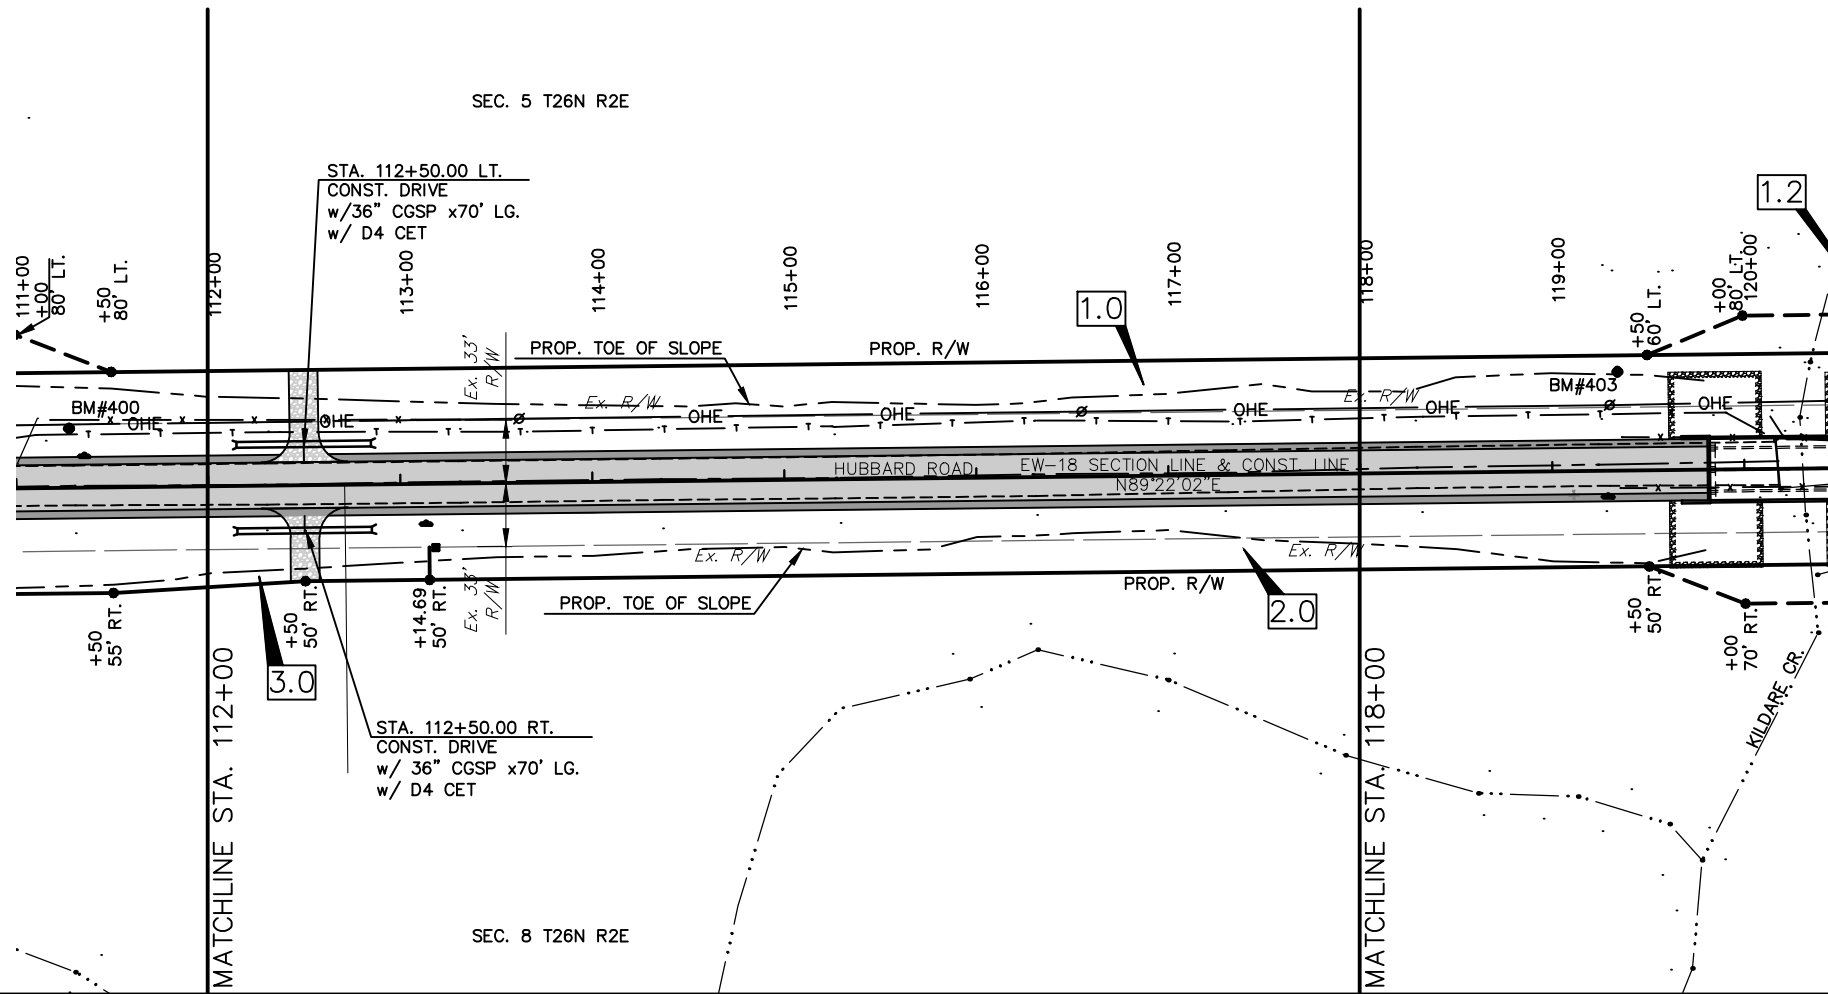 SEC. 5 T26N R2E
STA. 112+50.00 LT.
CONST. DRIVE
w/36" CGSP x70' LG.
w/ D4 CET
1.2
111+00
+00
80' LT.
+50
80' LT.
112+00
113+00
114+00
115+00
116+00
117+00
118+00
119+00
+50
60' LT.
+00
80' LT.
120+00
1.0
Ex. 33'
R/W
PROP. TOE OF SLOPE
PROP. R/W
BM#400
OHE
OHE
Ex. R/W
OHE
OHE
OHE
Ex. R/W
OHE
BM#403
OHE
HUBBARD ROAD
EW-18 SECTION LINE & CONST. LINE
N89°22'02"E
Ex. R/W
Ex. R/W
PROP. R/W
PROP. TOE OF SLOPE
Ex. 33'
R/W
+50
55' RT.
+50
50' RT.
+14.69
50' RT.
2.0
+50
50' RT.
+00
70' RT.
3.0
STA. 112+50.00 RT.
CONST. DRIVE
w/ 36" CGSP x70' LG.
w/ D4 CET
MATCHLINE STA. 112+00
MATCHLINE STA. 118+00
KILDARE CR.
SEC. 8 T26N R2E